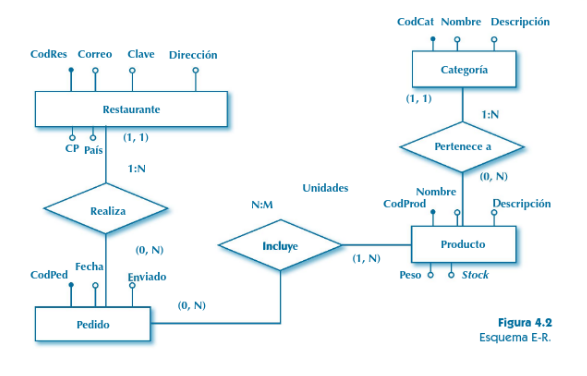 CodCat Nombre Descripción
CodRes Correo Clave Dirección
Categoría
Restaurante
(1, 1)
1:N
CP País
(1, 1)
Pertenece a
1:N
(0, N)
Unidades
Nombre
N:M
CodProd
Descripción
Realiza
Incluye
Producto
(0, N)
(1, N)
Fecha
CodPed
Enviado
Peso
Stock
(0, N)
Pedido
Figura 4.2
Esquema E-R.